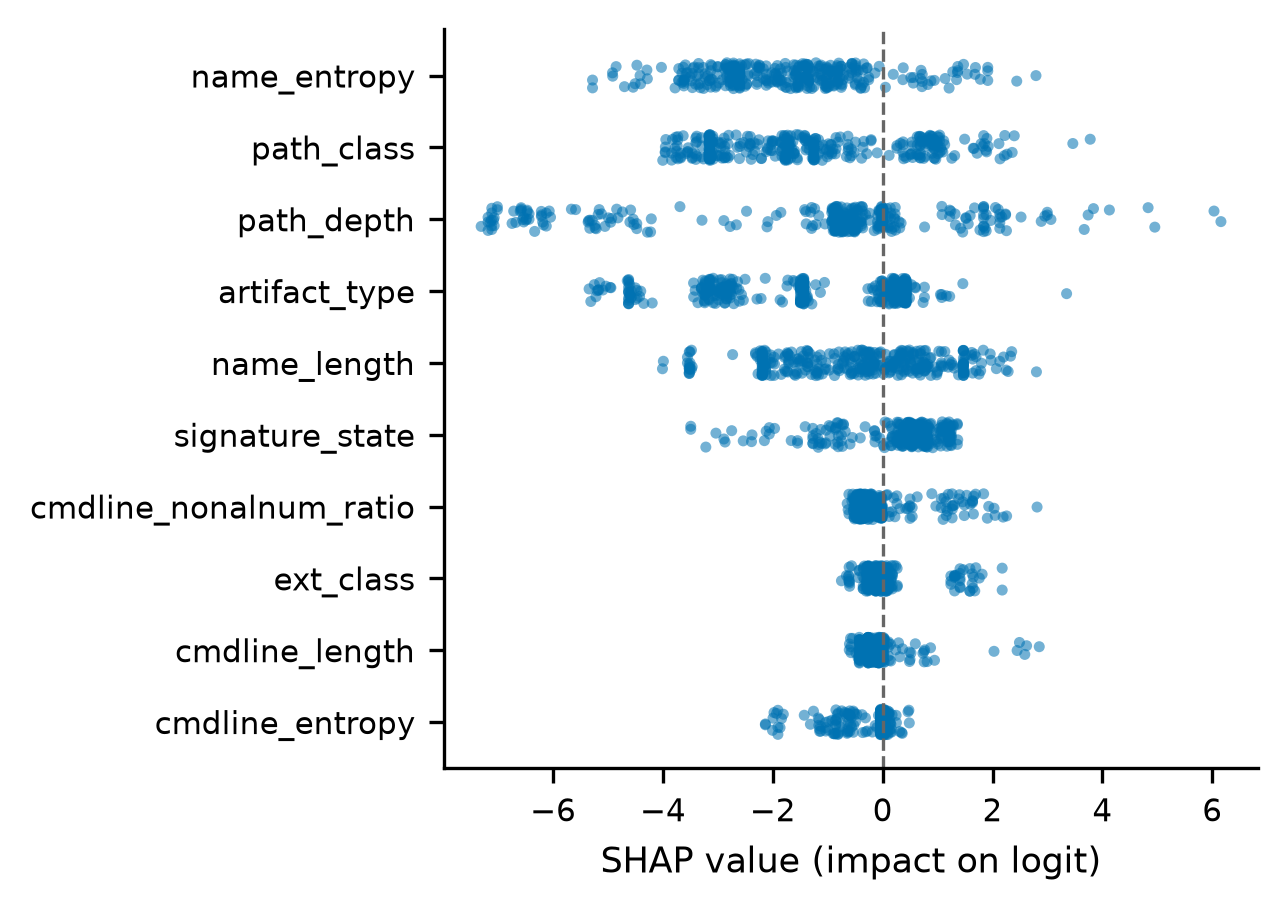 name_entropy
path_class
path_depth
artifact_type
name_length
signature_state
cmdline_nonalnum_ratio
ext_class
cmdline_length
cmdline_entropy
−6 −4 −2 0 2 4 6
SHAP value (impact on logit)